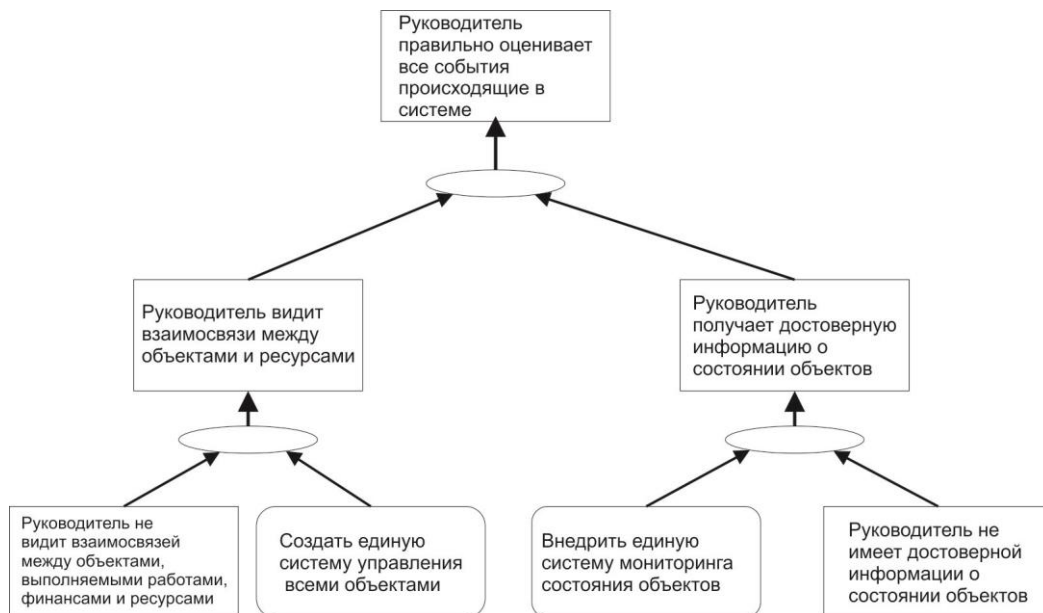 Руководитель
правильно оценивает
все события
происходящие в
системе
Руководитель видит
взаимосвязи между
объектами и ресурсами
Руководитель
получает достоверную
информацию о
состоянии объектов
Руководитель не
видит взаимосвязей
между объектами,
выполняемыми работами,
финансами и ресурсами
Создать единую
систему управления
всеми объектами
Внедрить единую
систему мониторинга
состояния объектов
Руководитель не
имеет достоверной
информации о
состоянии объектов